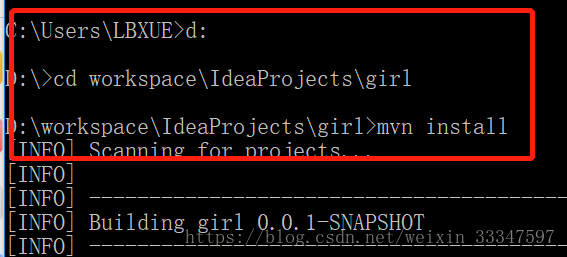 C:\Users\LBXUE>d:
D:\>cd workspace\IdeaProjects\girl
D:\workspace\IdeaProjects\girl>mvn install
[INFO] Scanning for projects...
[INFO]
[INFO] ------------------------------------------
[INFO] Building girl 0.0.1-SNAPSHOT
[INFO] ------------------------------------------
https://blog.csdn.net/weixin_33347597